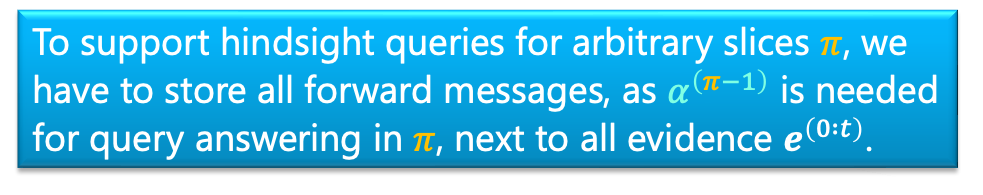 To support hindsight queries for arbitrary slices 𝜋, we
have to store all forward messages, as 𝛼⁽𝝅⁻¹⁾ is needed
for query answering in 𝜋, next to all evidence 𝒆⁽⁰ː𝒕⁾.